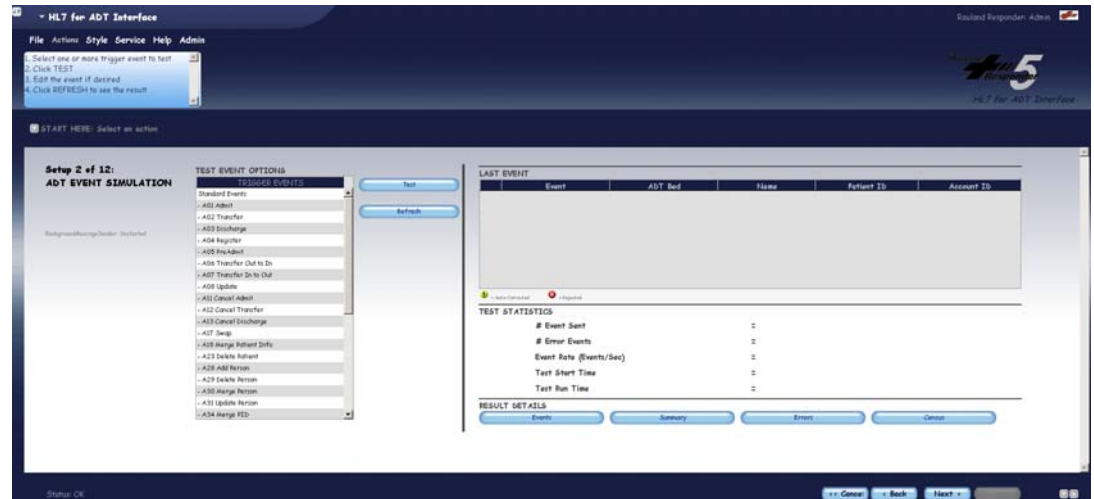 HL7 for ADT Interface
Rauland Responder: Admin
File Actions Style Service Help Admin
1. Select one or more trigger event to test
2. Click TEST
3. Edit the event if desired
4. Click REFRESH to see the result
Responder 5
HL7 for ADT Interface
START HERE: Select an action
Setup 2 of 12:
ADT EVENT SIMULATION
BackgroundMessageSender: Unstarted
TEST EVENT OPTIONS
TRIGGER EVENTS
Standard Events
- A01 Admit
- A02 Transfer
- A03 Discharge
- A04 Register
- A05 PreAdmit
- A06 Transfer Out to In
- A07 Transfer In to Out
- A08 Update
- A11 Cancel Admit
- A12 Cancel Transfer
- A13 Cancel Discharge
- A17 Swap
- A18 Merge Patient Info
- A23 Delete Patient
- A28 Add Person
- A29 Delete Person
- A30 Merge Person
- A31 Update Person
- A34 Merge PID
Test
Refresh
LAST EVENT
Event ADT Bed Name Patient ID Account ID
= Auto Corrected = Rejected
TEST STATISTICS
# Event Sent =
# Error Events =
Event Rate (Events/Sec) =
Test Start Time =
Test Run Time =
RESULT DETAILS
Events Summary Errors Census
Status: OK
<< Cancel < Back Next >